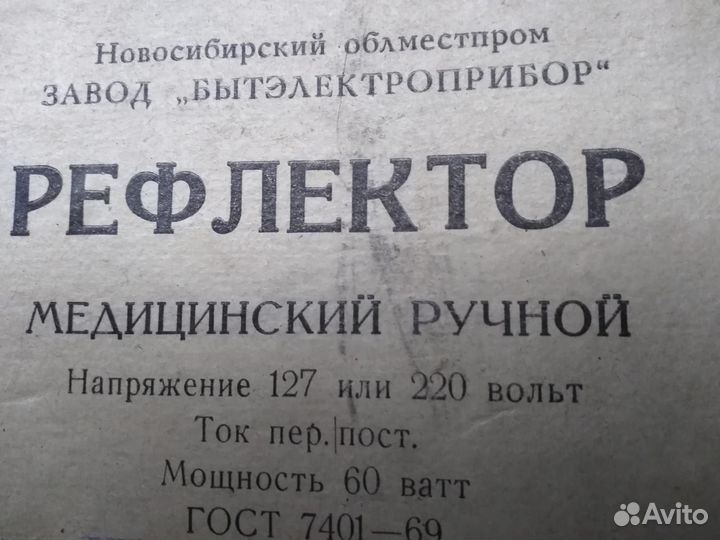 Новосибирский облместпром
ЗАВОД „БЫТЭЛЕКТРОПРИБОР“
РЕФЛЕКТОР
МЕДИЦИНСКИЙ РУЧНОЙ
Напряжение 127 или 220 вольт
Ток пер.|пост.
Мощность 60 ватт
ГОСТ 7401—69
Avito